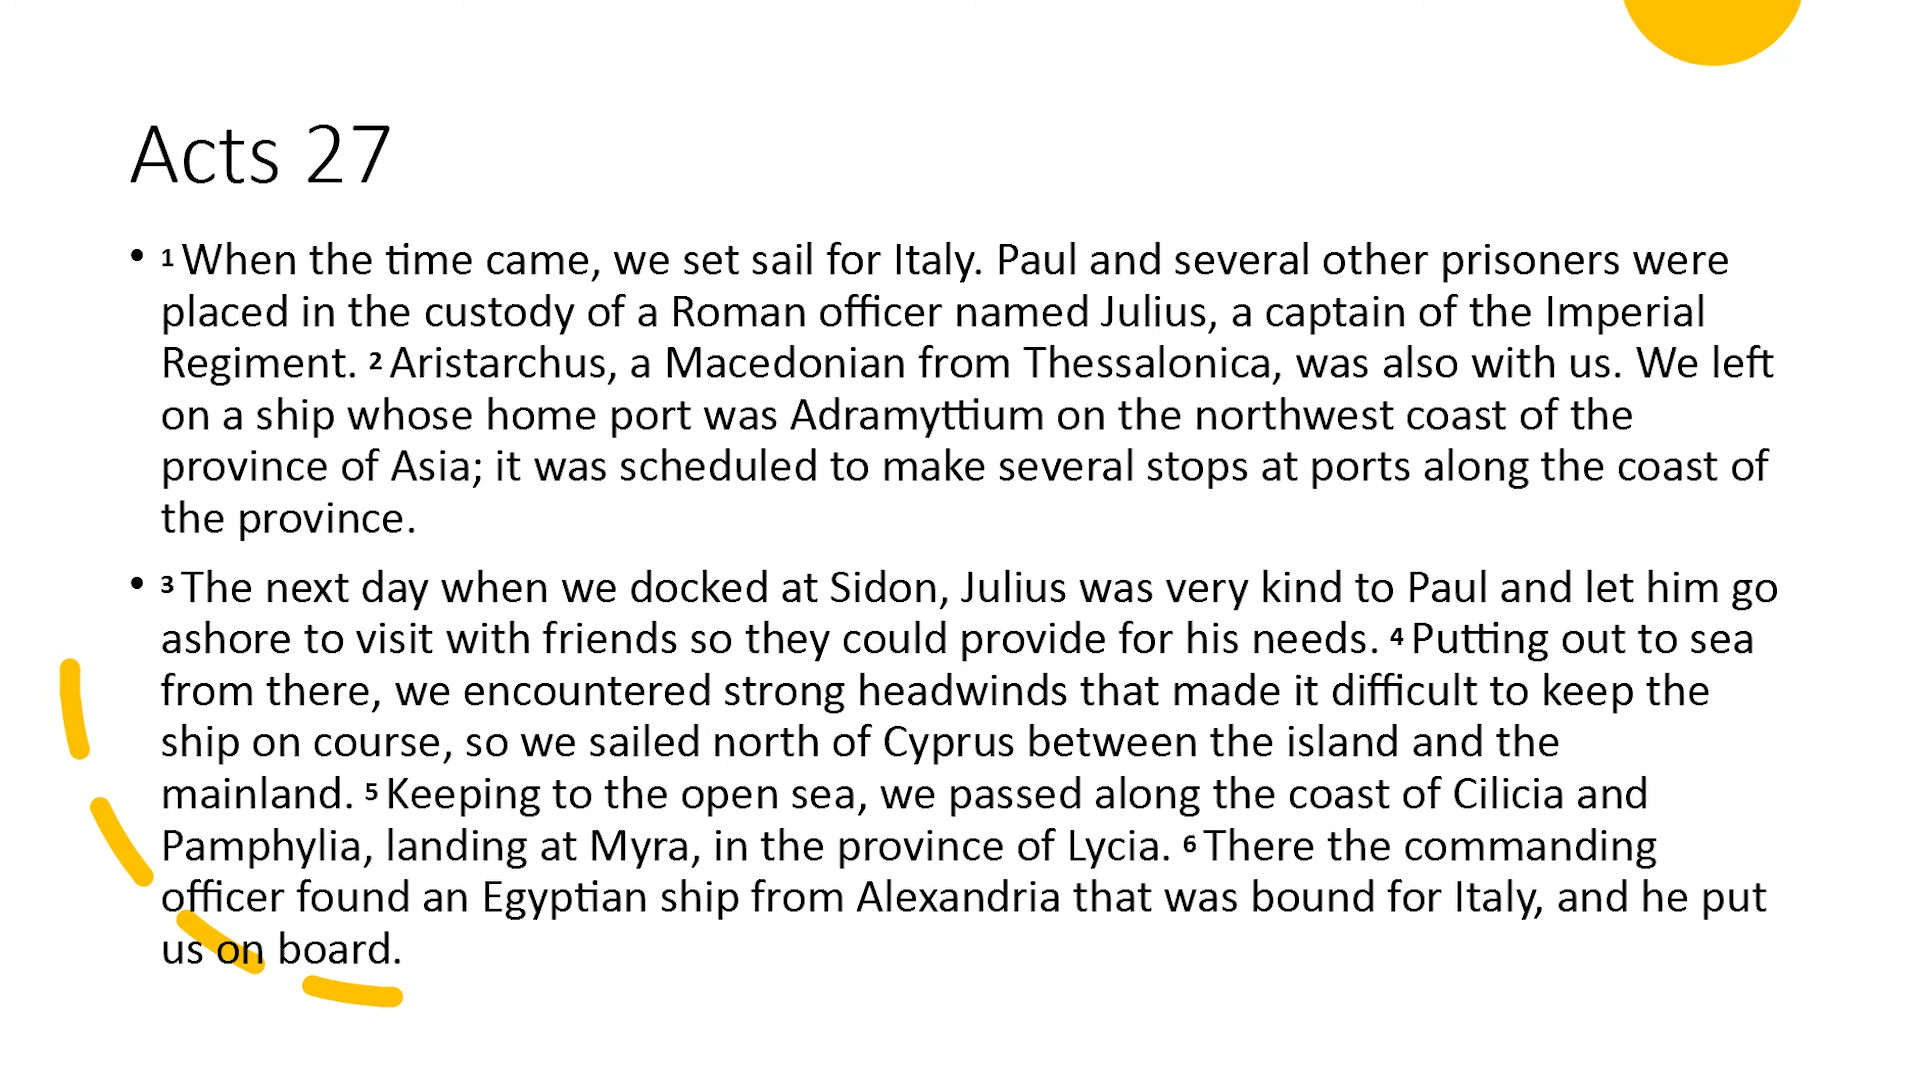 Acts 27
• 1 When the time came, we set sail for Italy. Paul and several other prisoners were
placed in the custody of a Roman officer named Julius, a captain of the Imperial
Regiment. 2 Aristarchus, a Macedonian from Thessalonica, was also with us. We left
on a ship whose home port was Adramyttium on the northwest coast of the
province of Asia; it was scheduled to make several stops at ports along the coast of
the province.
• 3 The next day when we docked at Sidon, Julius was very kind to Paul and let him go
ashore to visit with friends so they could provide for his needs. 4 Putting out to sea
from there, we encountered strong headwinds that made it difficult to keep the
ship on course, so we sailed north of Cyprus between the island and the
mainland. 5 Keeping to the open sea, we passed along the coast of Cilicia and
Pamphylia, landing at Myra, in the province of Lycia. 6 There the commanding
officer found an Egyptian ship from Alexandria that was bound for Italy, and he put
us on board.